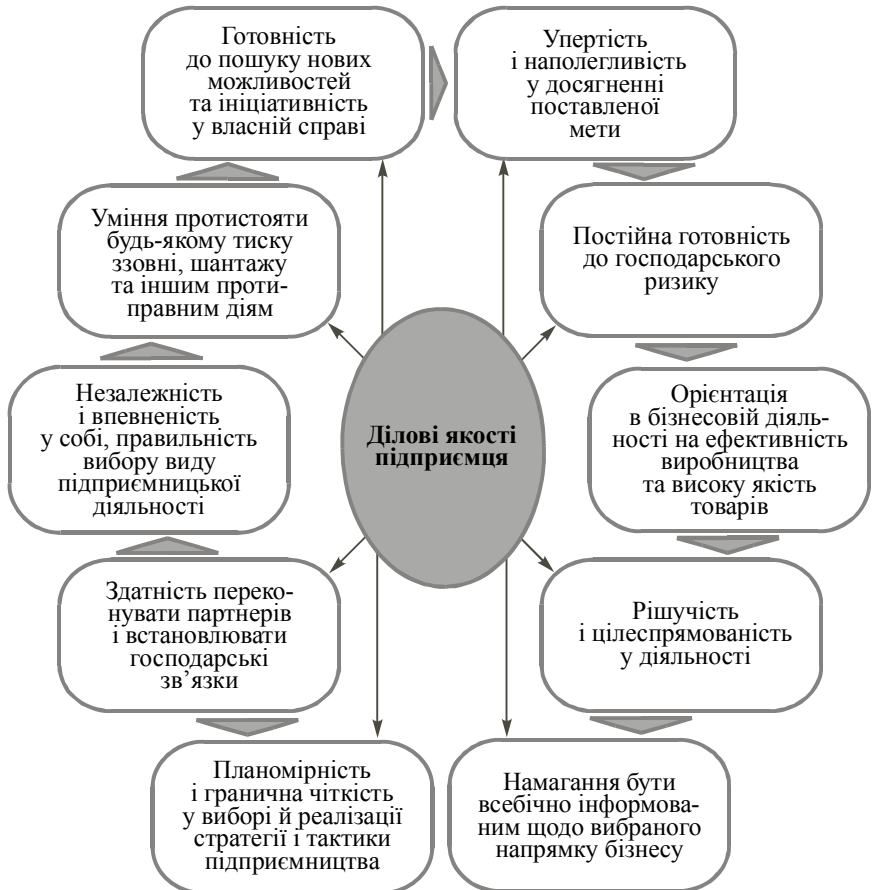 Готовність
до пошуку нових
можливостей
та ініціативність
у власній справі
Упертість
і наполегливість
у досягненні
поставленої
мети
Уміння протистояти
будь-якому тиску
ззовні, шантажу
та іншим проти-
правним діям
Постійна готовність
до господарського
ризику
Незалежність
і впевненість
у собі, правильність
вибору виду
підприємницької
діяльності
Ділові якості
підприємця
Орієнтація
в бізнесовій діяль-
ності на ефективність
виробництва
та високу якість
товарів
Здатність переко-
нувати партнерів
і встановлювати
господарські
зв’язки
Рішучість
і цілеспрямованість
у діяльності
Планомірність
і гранична чіткість
у виборі й реалізації
стратегії і тактики
підприємництва
Намагання бути
всебічно інформова-
ним щодо вибраного
напрямку бізнесу